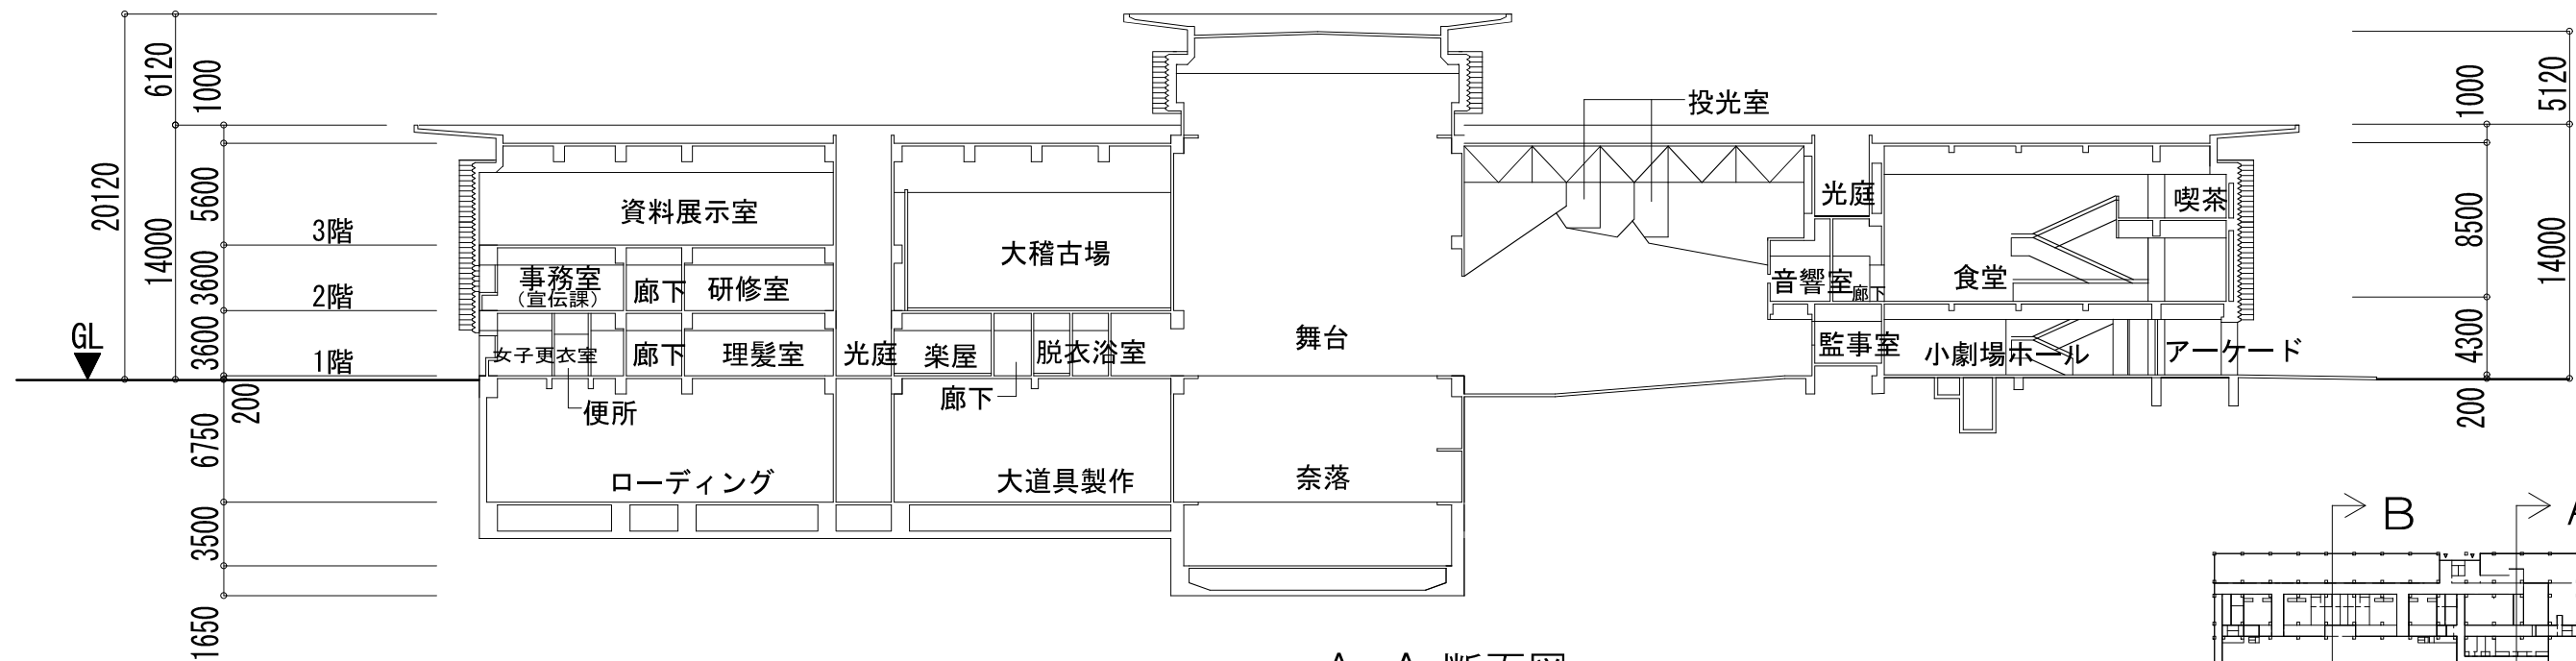 20120
6120
14000
1000
5600
3600
3600
200
6750
3500
1650
GL
3階
2階
1階
資料展示室
事務室
(宣伝課)
廊下
研修室
女子更衣室
廊下
理髪室
光庭
便所
ローディング
大稽古場
楽屋
廊下
脱衣浴室
大道具製作
舞台
奈落
投光室
光庭
音響室
廊下
監事室
食堂
喫茶
小劇場ホール
アーケード
1000
8500
4300
200
5120
14000
B